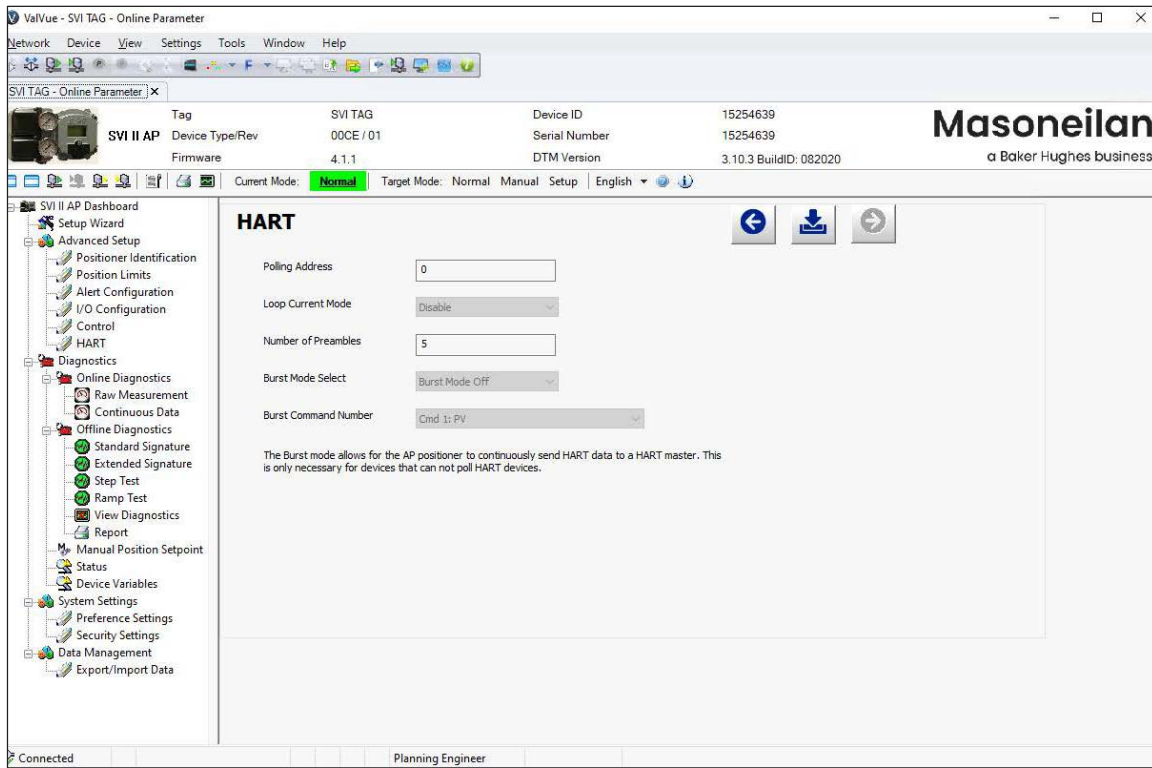 ValVue - SVI TAG - Online Parameter
Network Device View Settings Tools Window Help
F
SVI TAG - Online Parameter X
SVI II AP
Tag SVI TAG Device ID 15254639
Device Type/Rev 00CE / 01 Serial Number 15254639
Firmware 4.1.1 DTM Version 3.10.3 BuildID: 082020
Masoneilan
a Baker Hughes business
Current Mode: Normal Target Mode: Normal Manual Setup English
SVI II AP Dashboard
Setup Wizard
Advanced Setup
Positioner Identification
Position Limits
Alert Configuration
I/O Configuration
Control
HART
Diagnostics
Online Diagnostics
Raw Measurement
Continuous Data
Offline Diagnostics
Standard Signature
Extended Signature
Step Test
Ramp Test
View Diagnostics
Report
Manual Position Setpoint
Status
Device Variables
System Settings
Preference Settings
Security Settings
Data Management
Export/Import Data
HART
Polling Address 0
Loop Current Mode Disable
Number of Preambles 5
Burst Mode Select Burst Mode Off
Burst Command Number Cmd 1: PV
The Burst mode allows for the AP positioner to continuously send HART data to a HART master. This
is only necessary for devices that can not poll HART devices.
Connected Planning Engineer